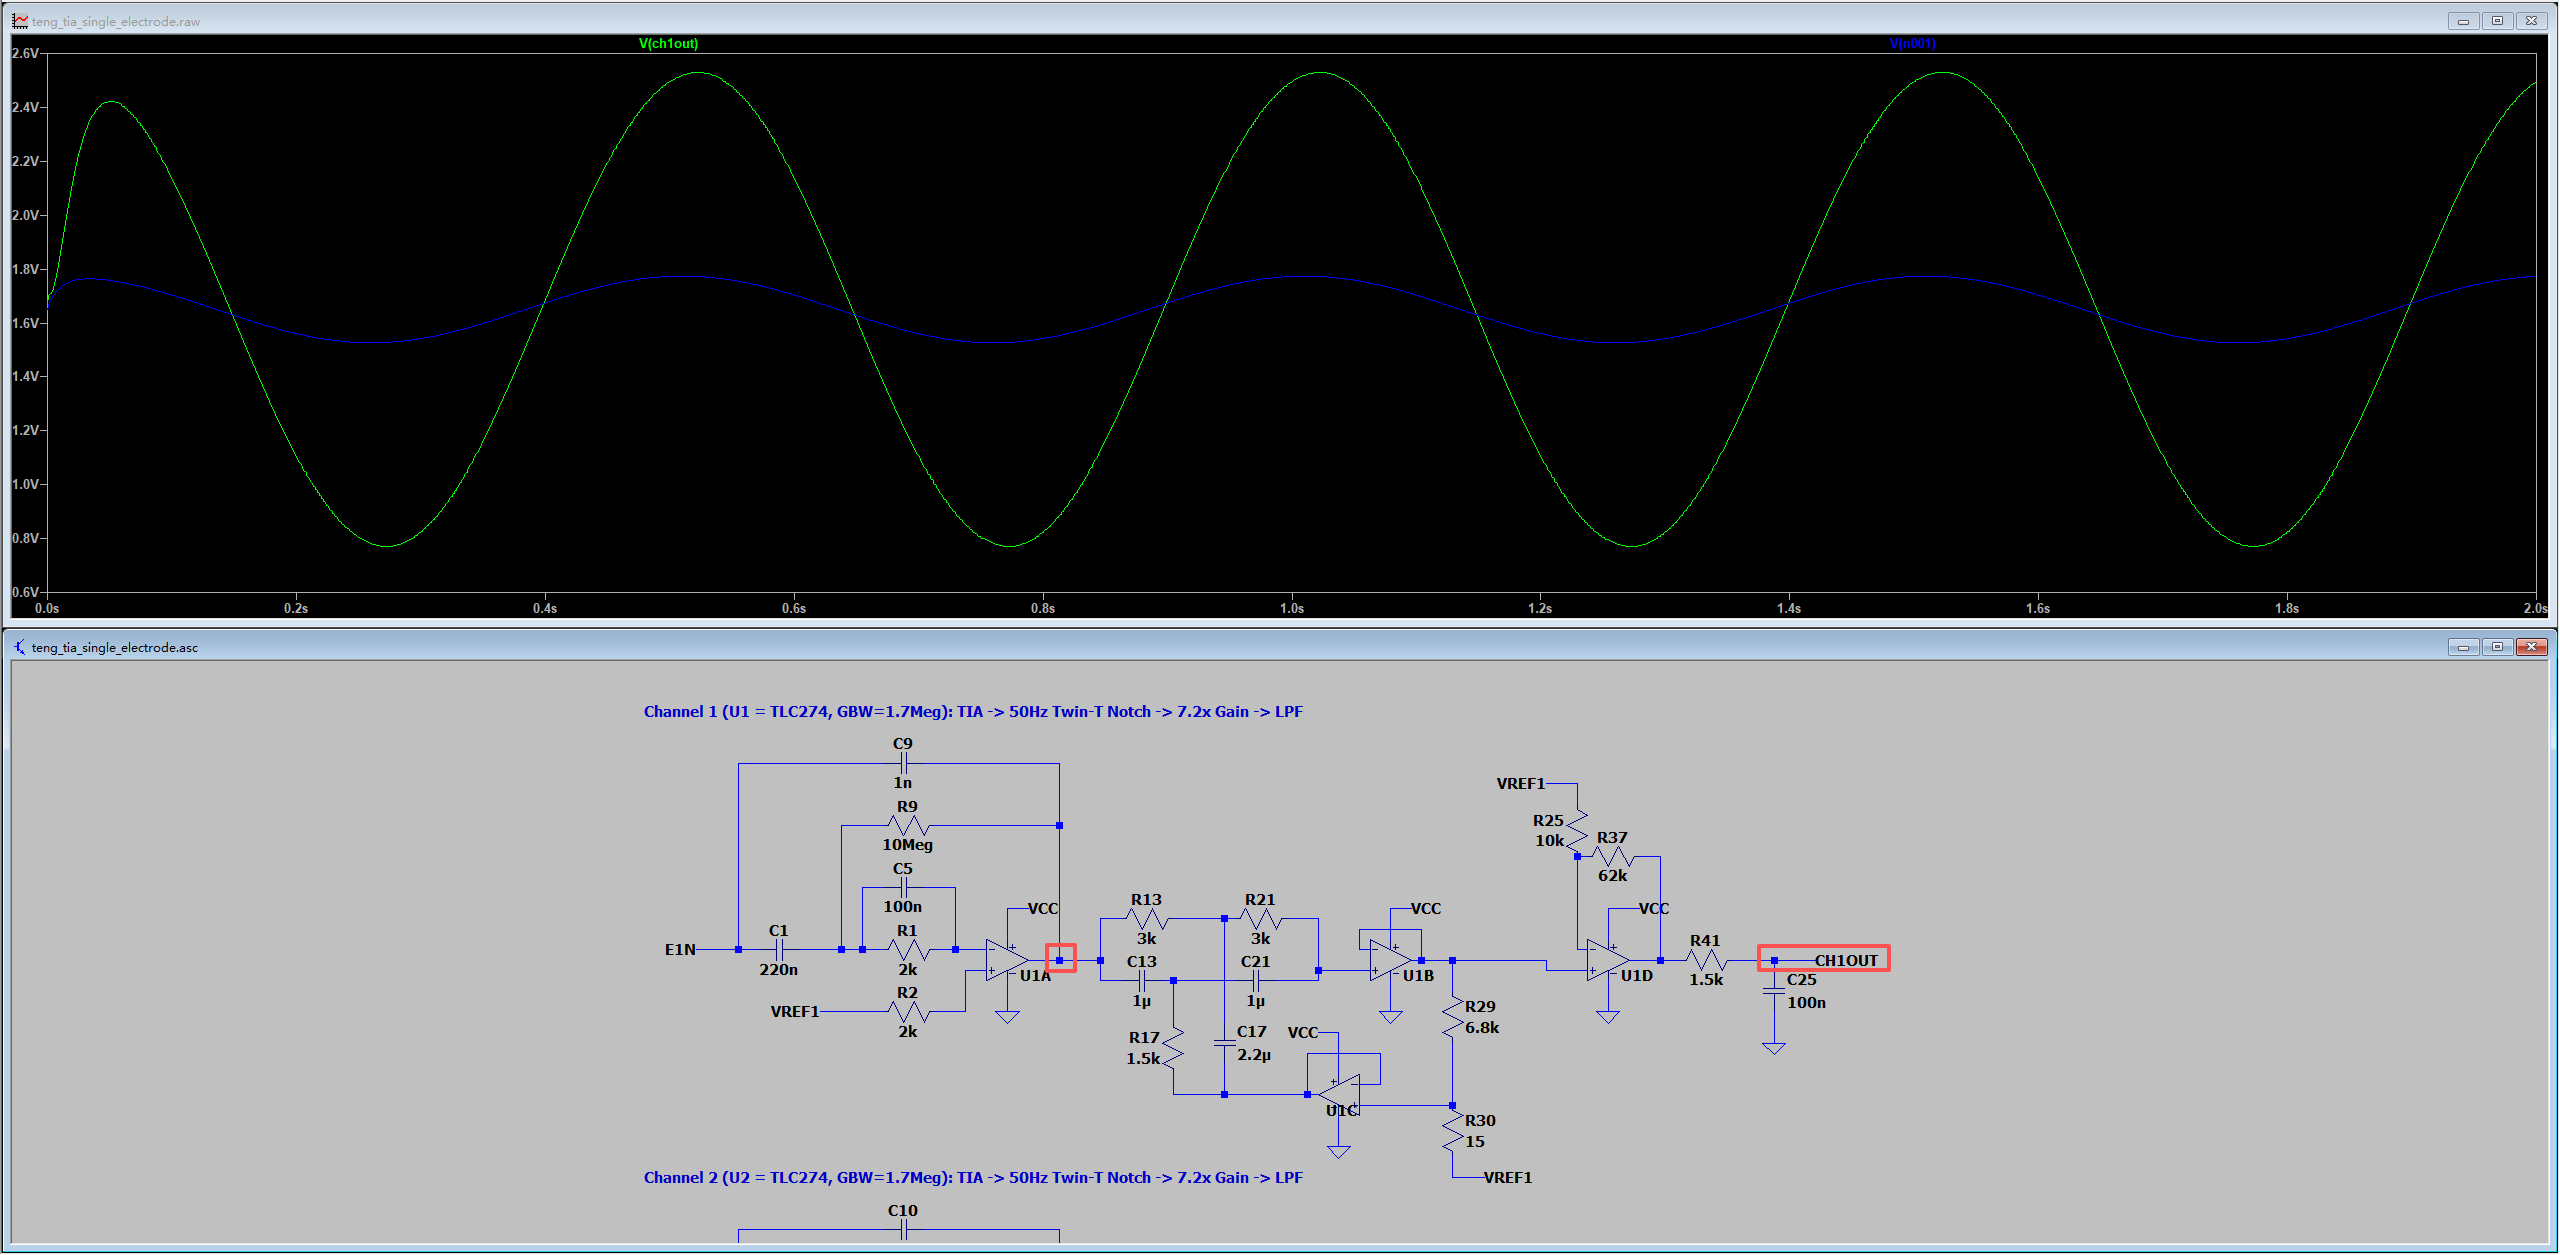 teng_tia_single_electrode.raw
V(ch1out)
V(n001)
2.6V
2.4V
2.2V
2.0V
1.8V
1.6V
1.4V
1.2V
1.0V
0.8V
0.6V
0.0s
0.2s
0.4s
0.6s
0.8s
1.0s
1.2s
1.4s
1.6s
1.8s
2.0s
teng_tia_single_electrode.asc
Channel 1 (U1 = TLC274, GBW=1.7Meg): TIA -> 50Hz Twin-T Notch -> 7.2x Gain -> LPF
C9
1n
R9
10Meg
C5
100n
E1N
C1
220n
R1
2k
VREF1
R2
2k
VCC
U1A
R13
3k
R21
3k
C13
1µ
C21
1µ
R17
1.5k
C17
2.2µ
VCC
U1C
VCC
U1B
R29
6.8k
R30
15
VREF1
VREF1
R25
10k
R37
62k
VCC
U1D
R41
1.5k
CH1OUT
C25
100n
Channel 2 (U2 = TLC274, GBW=1.7Meg): TIA -> 50Hz Twin-T Notch -> 7.2x Gain -> LPF
C10